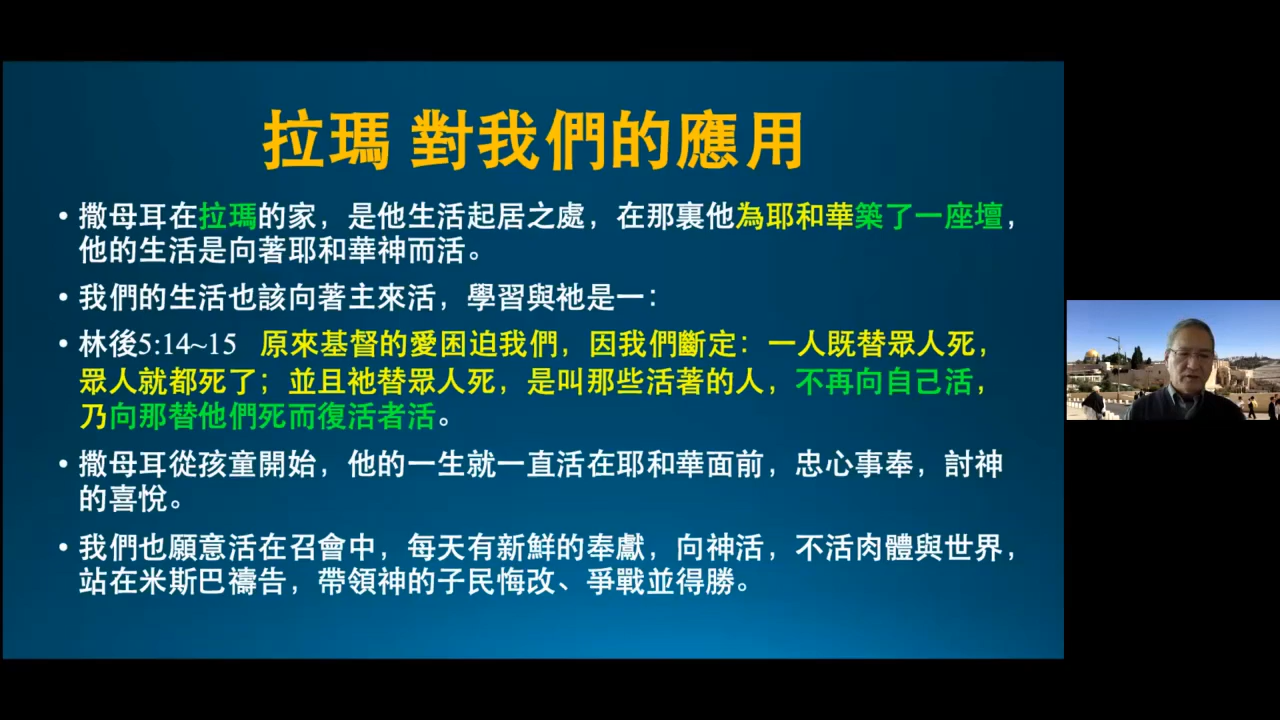 拉瑪 對我們的應用
• 撒母耳在拉瑪的家，是他生活起居之處，在那裏他為耶和華築了一座壇，
他的生活是向著耶和華神而活。
• 我們的生活也該向著主來活，學習與祂是一：
• 林後5:14~15 原來基督的愛困迫我們，因我們斷定：一人既替眾人死，
眾人就都死了；並且祂替眾人死，是叫那些活著的人，不再向自己活，
乃向那替他們死而復活者活。
• 撒母耳從孩童開始，他的一生就一直活在耶和華面前，忠心事奉，討神
的喜悅。
• 我們也願意活在召會中，每天有新鮮的奉獻，向神活，不活肉體與世界，
站在米斯巴禱告，帶領神的子民悔改、爭戰並得勝。